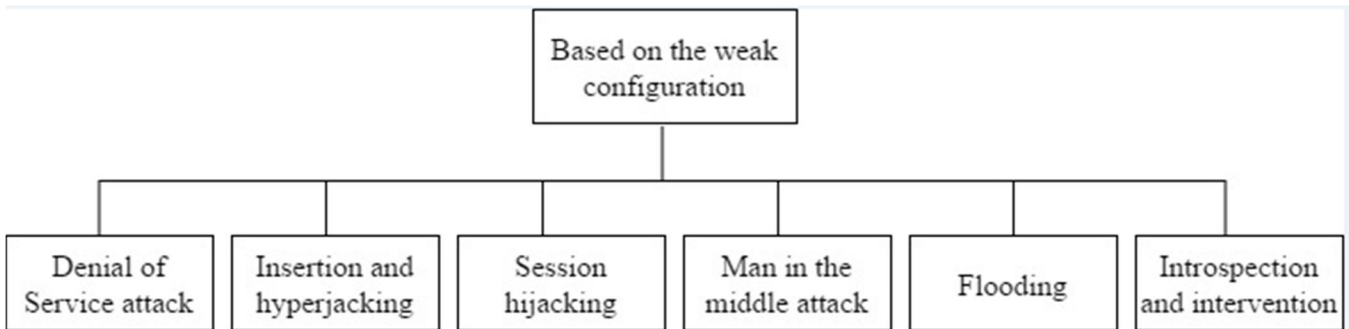 Based on the weak
configuration
Denial of
Service attack
Insertion and
hyperjacking
Session
hijacking
Man in the
middle attack
Flooding
Introspection
and intervention